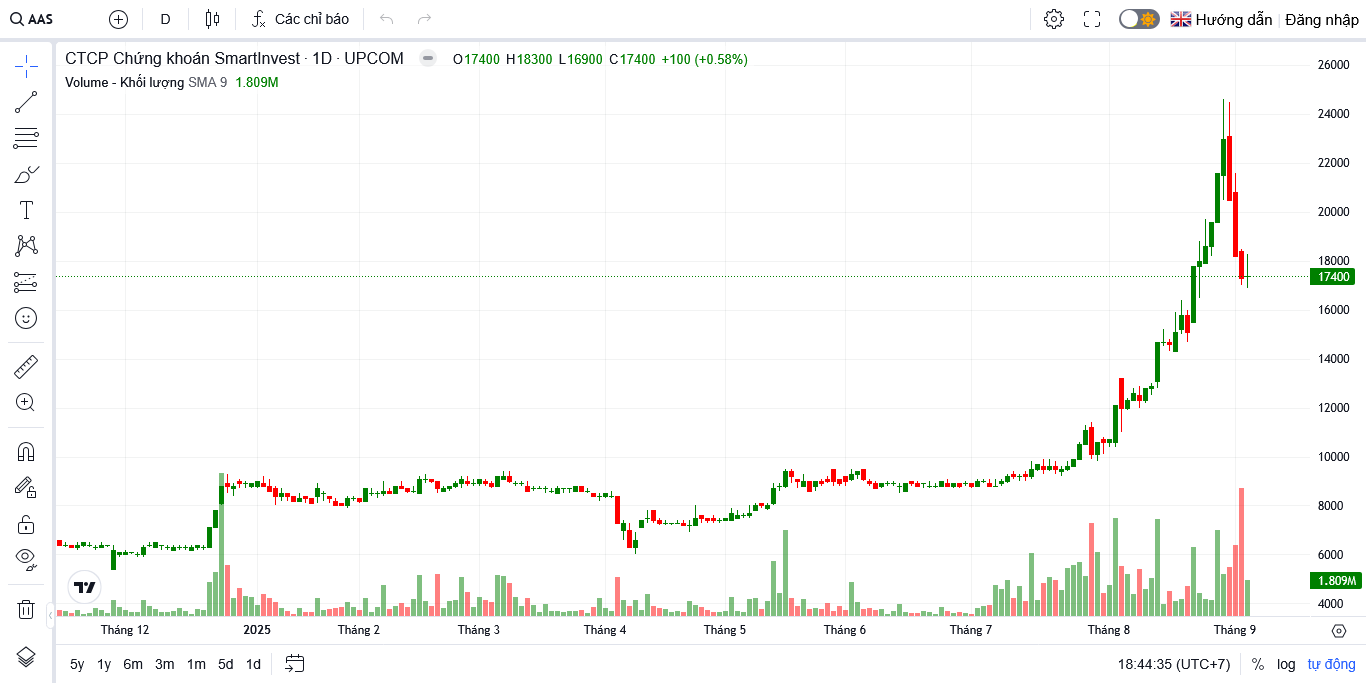 AAS D Các chỉ báo Hướng dẫn Đăng nhập
CTCP Chứng khoán SmartInvest · 1D · UPCOM O17400 H18300 L16900 C17400 +100 (+0.58%)
Volume - Khối lượng SMA 9 1.809M
26000
24000
22000
20000
18000
17400
16000
14000
12000
10000
8000
6000
1.809M
4000
Tháng 12 2025 Tháng 2 Tháng 3 Tháng 4 Tháng 5 Tháng 6 Tháng 7 Tháng 8 Tháng 9
5y 1y 6m 3m 1m 5d 1d 18:44:35 (UTC+7) % log tự động